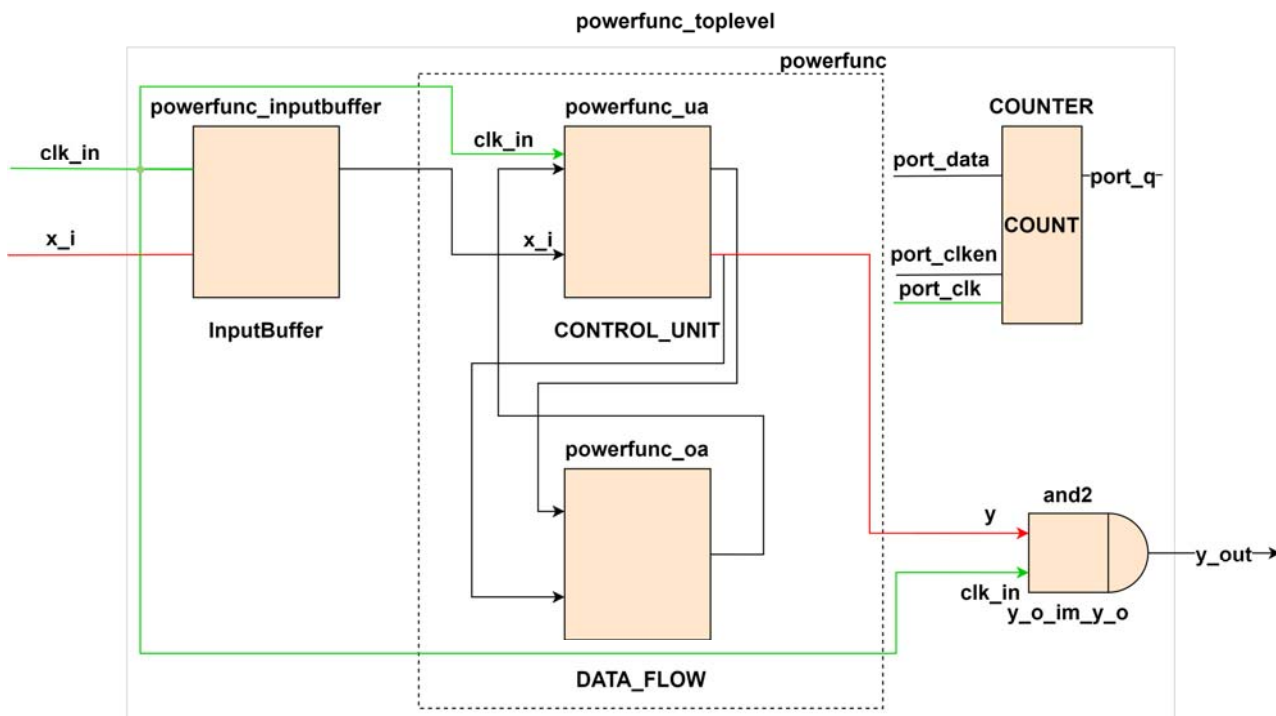 powerfunc_toplevel
powerfunc
powerfunc_inputbuffer
powerfunc_ua
COUNTER
clk_in
clk_in
port_data
port_q
x_i
x_i
COUNT
port_clken
port_clk
InputBuffer
CONTROL_UNIT
powerfunc_oa
and2
y
y_out
clk_in
y_o_im_y_o
DATA_FLOW